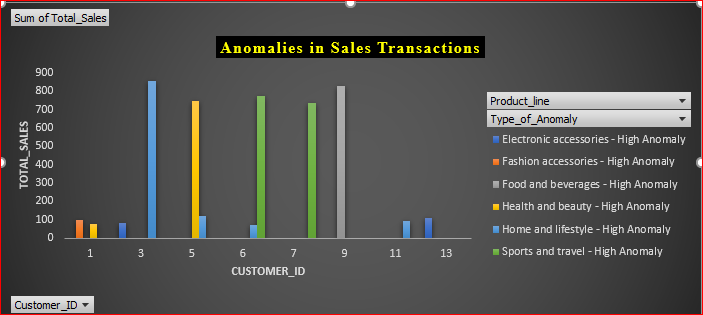 Sum of Total_Sales
Anomalies in Sales Transactions
900
800
700
600
500
400
300
200
100
0
TOTAL_SALES
1 3 5 6 7 9 11 13
CUSTOMER_ID
Product_line
Type_of_Anomaly
Electronic accessories - High Anomaly
Fashion accessories - High Anomaly
Food and beverages - High Anomaly
Health and beauty - High Anomaly
Home and lifestyle - High Anomaly
Sports and travel - High Anomaly
Customer_ID